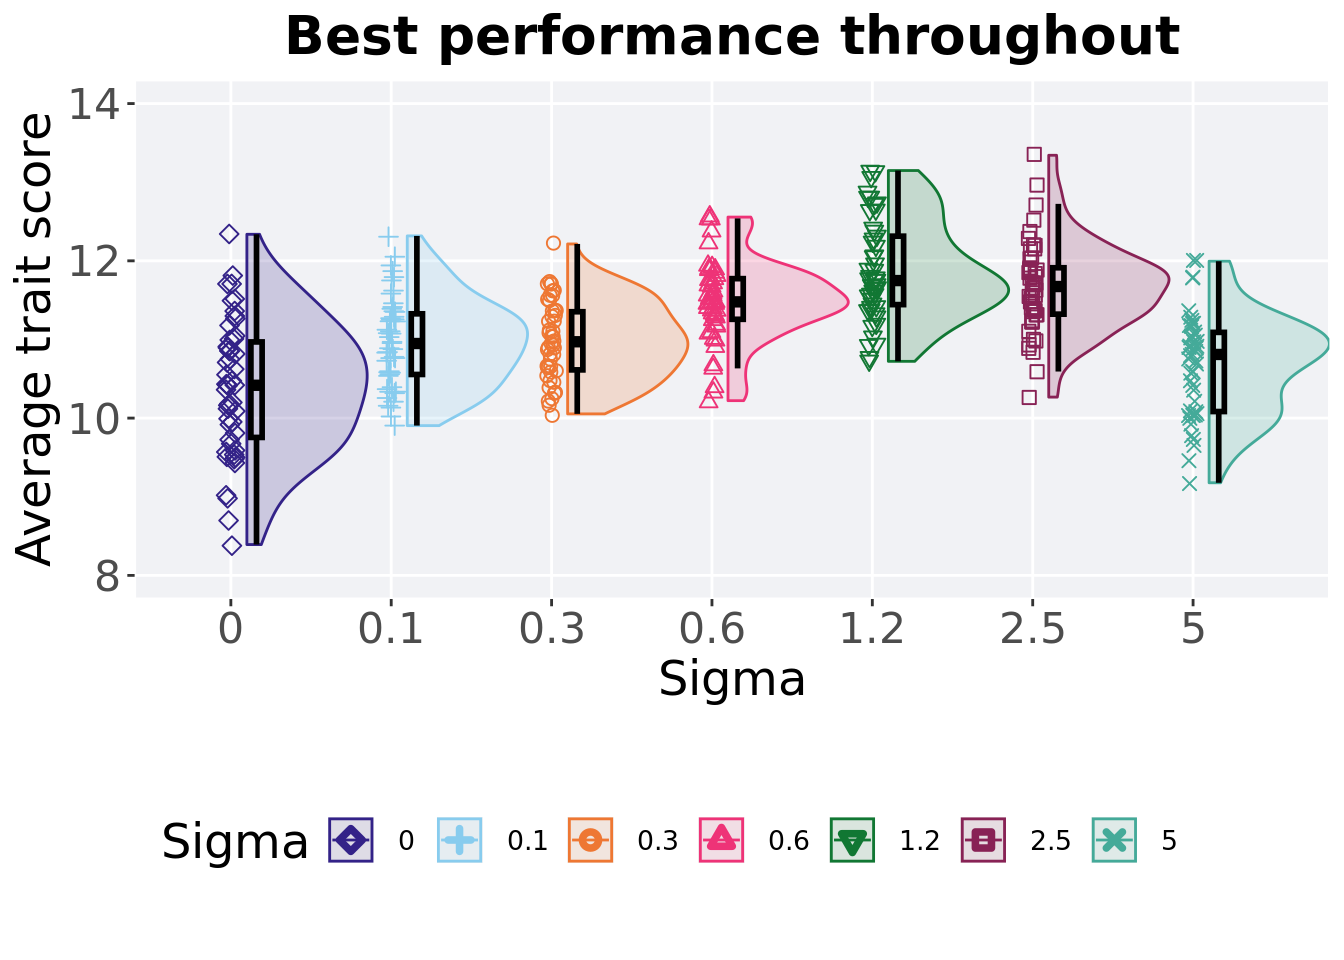 Best performance throughout
Average trait score
14
12
10
8
0 0.1 0.3 0.6 1.2 2.5 5
Sigma
Sigma 0 0.1 0.3 0.6 1.2 2.5 5